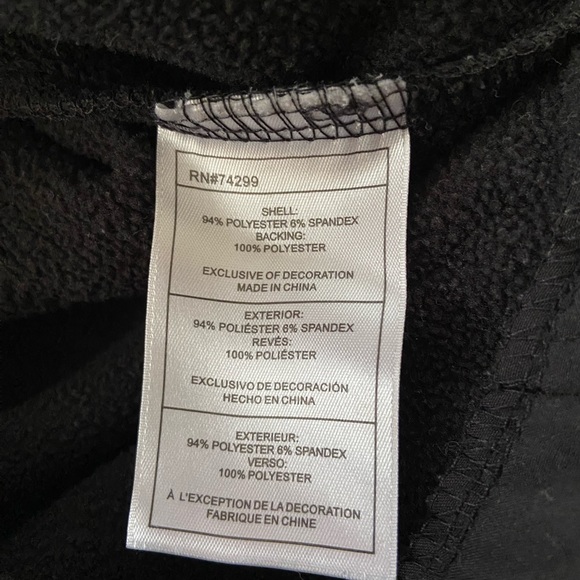 RN#74299
SHELL:
94% POLYESTER 6% SPANDEX
BACKING:
100% POLYESTER
EXCLUSIVE OF DECORATION
MADE IN CHINA
EXTERIOR:
94% POLIÉSTER 6% SPANDEX
REVÉS:
100% POLIÉSTER
EXCLUSIVO DE DECORACIÓN
HECHO EN CHINA
EXTERIEUR:
94% POLYESTER 6% SPANDEX
VERSO:
100% POLYESTER
À L'EXCEPTION DE LA DECORATION
FABRIQUE EN CHINE